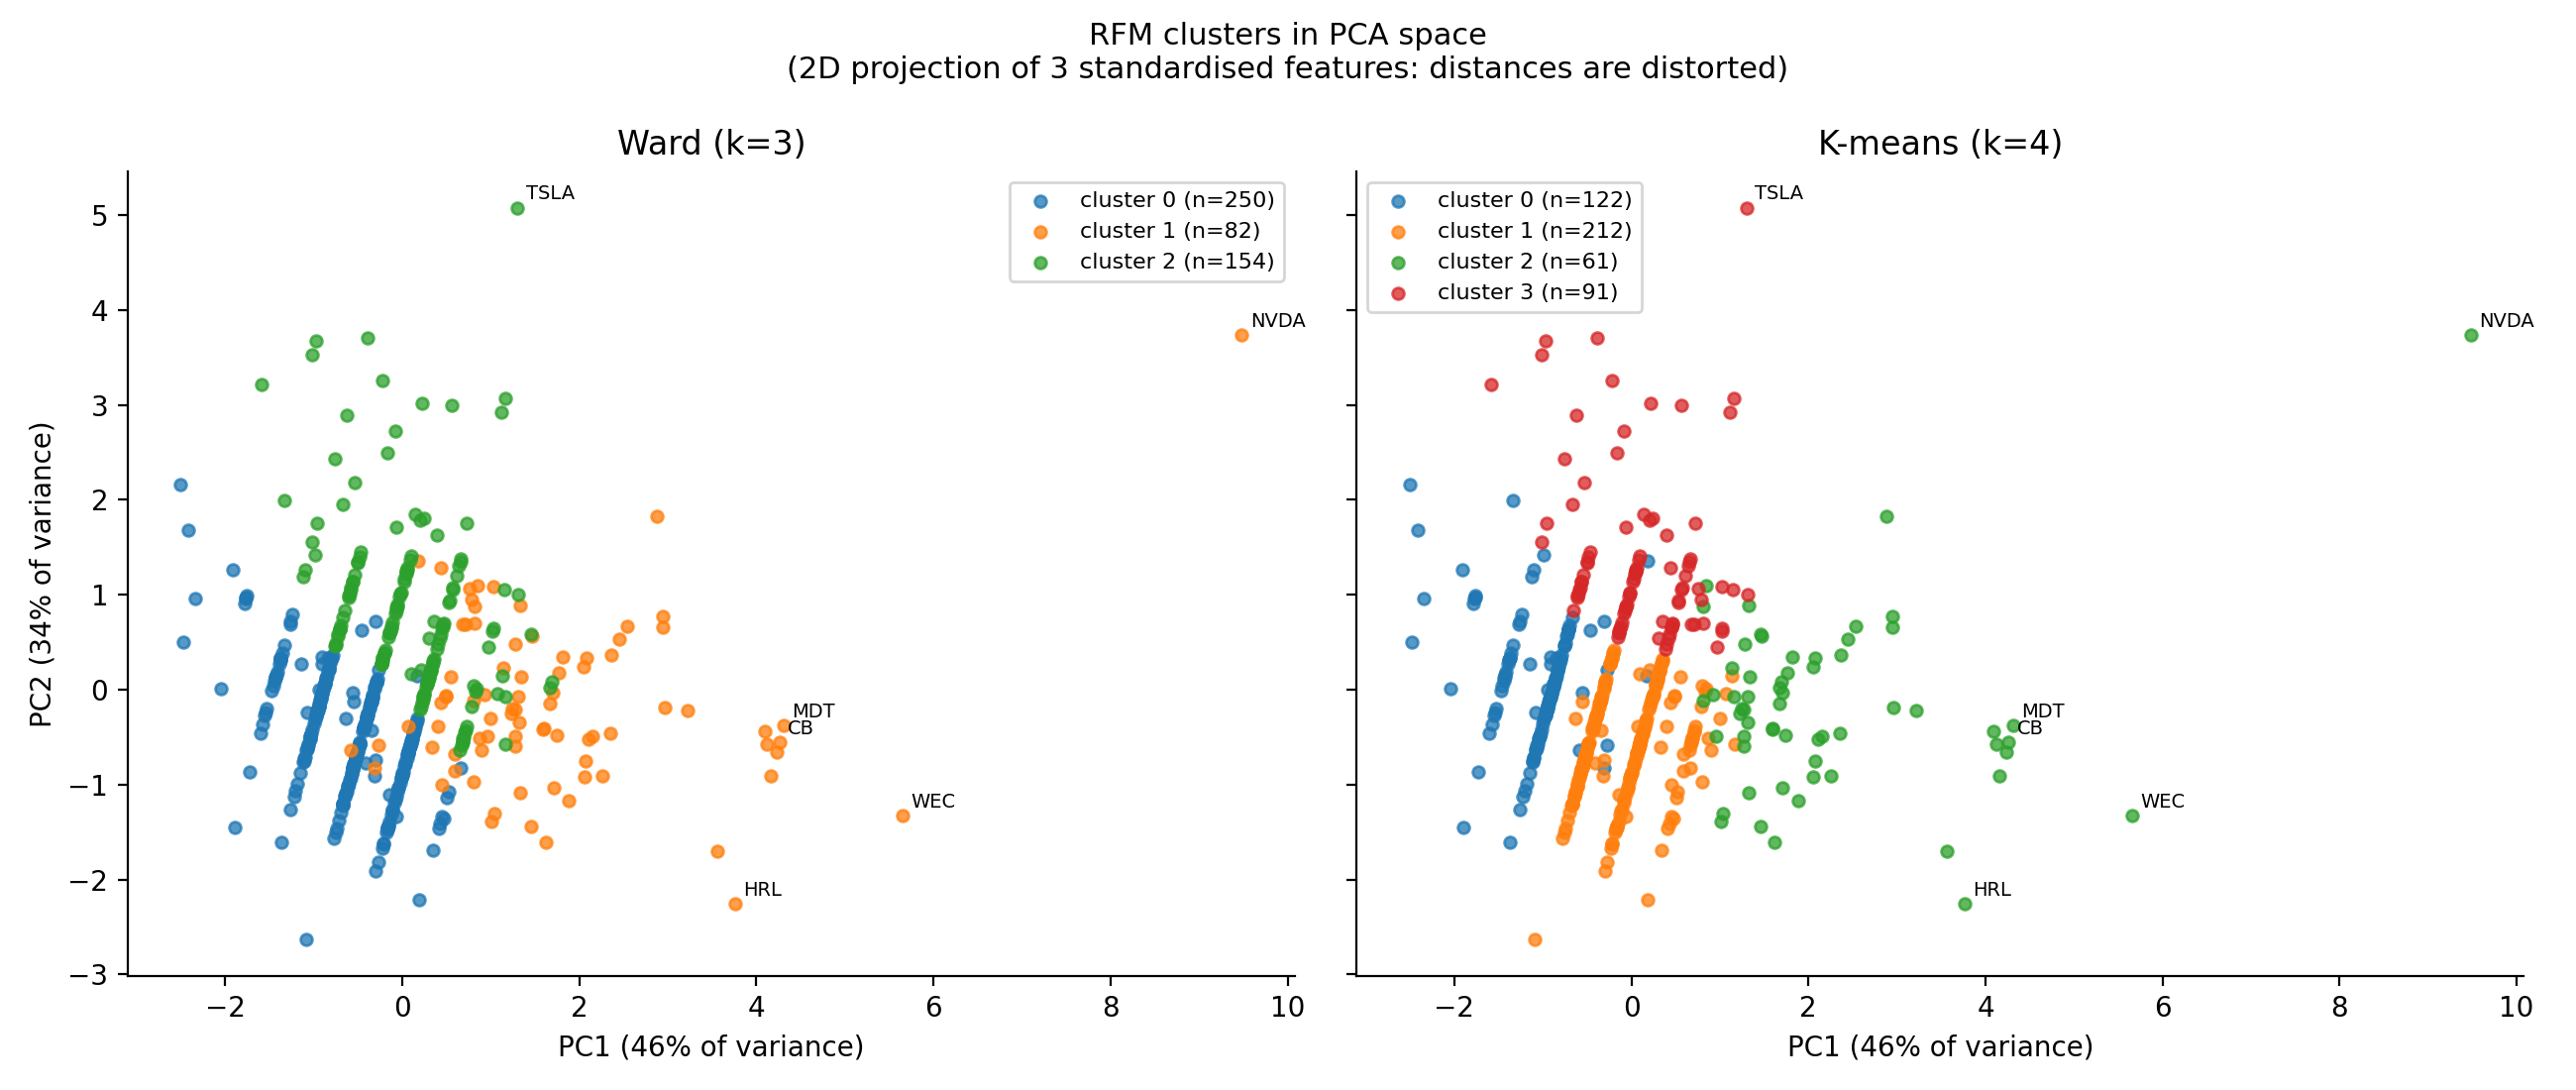 RFM clusters in PCA space
(2D projection of 3 standardised features: distances are distorted)
Ward (k=3)
cluster 0 (n=250)
cluster 1 (n=82)
cluster 2 (n=154)
TSLA
NVDA
MDT
CB
WEC
HRL
5
4
3
2
1
0
−1
−2
−3
PC2 (34% of variance)
−2
0
2
4
6
8
10
PC1 (46% of variance)
K-means (k=4)
cluster 0 (n=122)
cluster 1 (n=212)
cluster 2 (n=61)
cluster 3 (n=91)
TSLA
NVDA
MDT
CB
WEC
HRL
−2
0
2
4
6
8
10
PC1 (46% of variance)